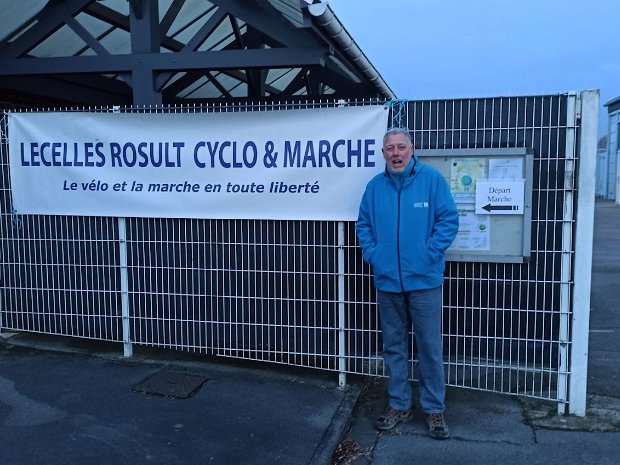 LECELLES ROSULT CYCLO & MARCHE
Le vélo et la marche en toute liberté
Départ
Marche